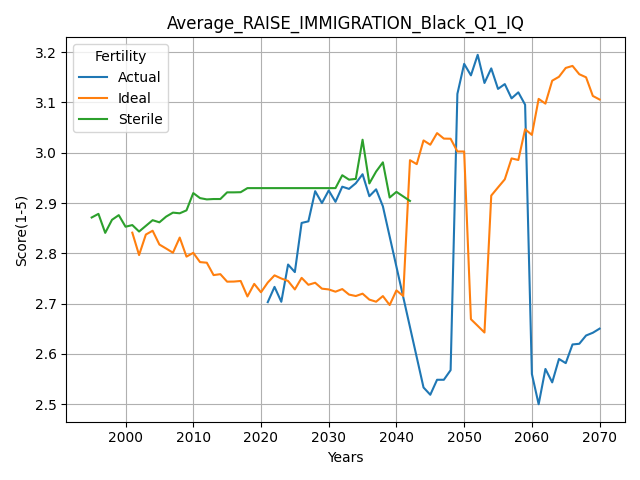 Average_RAISE_IMMIGRATION_Black_Q1_IQ
Fertility
Actual
Ideal
Sterile
Score(1-5)
3.2
3.1
3.0
2.9
2.8
2.7
2.6
2.5
2000 2010 2020 2030 2040 2050 2060 2070
Years